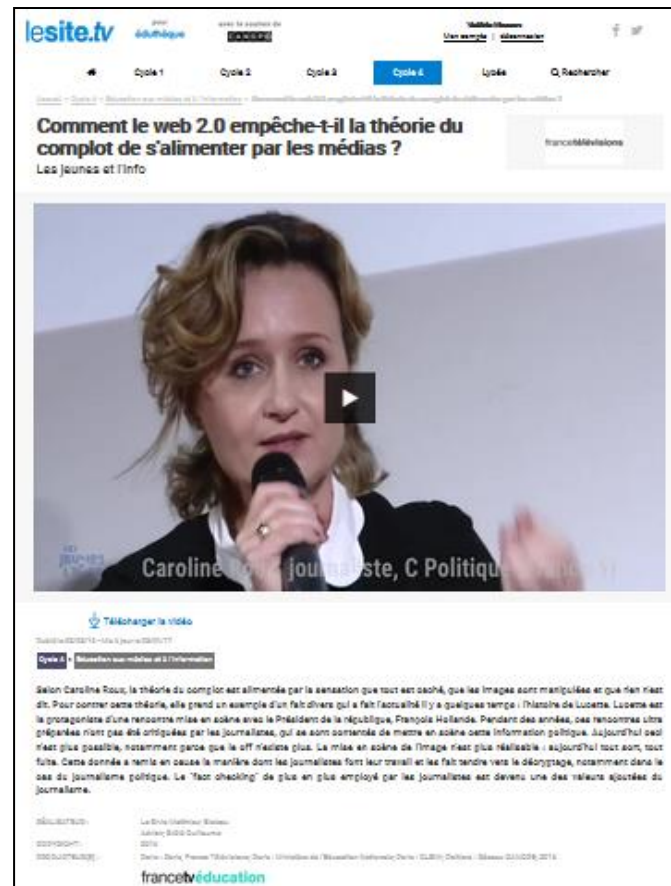 lesite.tv
pour
éduthèque
avec le soutien de
CANOPÉ
Mon compte | déconnexion
Cycle 1 Cycle 2 Cycle 3 Cycle 4 Lycée Rechercher
Comment le web 2.0 empêche-t-il la théorie du
complot de s'alimenter par les médias ?
Les jeunes et l'info
francetélévisions
Caroline Roux journaliste, C Politique
Télécharger la vidéo
Cycle 4 Education aux médias et à l'information
Selon Caroline Roux, la théorie du complot est alimentée par la sensation que tout est caché, que les images sont manipulées et que rien n'est
dit. Pour contrer cette théorie, elle prend un exemple d'un fait divers qui a fait l'actualité il y a quelques temps : l'histoire de Lucette. Lucette est
la protagoniste d'une rencontre mise en scène avec le Président de la république, François Hollande. Pendant des années, ces rencontres ultra
préparées n'ont pas été critiquées par les journalistes, qui se sont contentés de mettre en scène cette information politique. Aujourd'hui ceci
n'est plus possible, notamment parce que le off n'existe plus. La mise en scène de l'image n'est plus réalisable : aujourd'hui tout sort, tout
fuite. Cette donnée a remis en cause la manière dont les journalistes font leur travail et les fait tendre vers le décryptage, notamment dans le
cas du journalisme politique. Le "fact checking" de plus en plus employé par les journalistes est devenu une des valeurs ajoutées du
journalisme.
francetvéducation